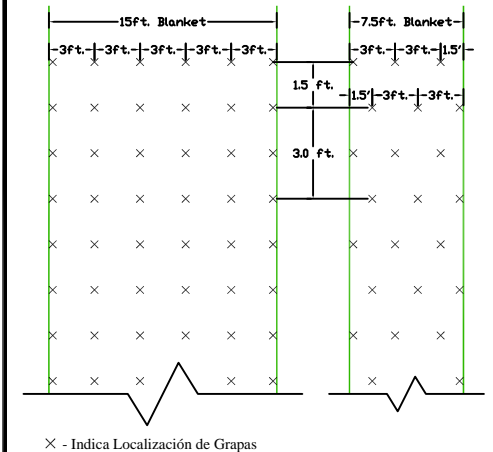 15ft. Blanket
7.5ft. Blanket
3ft. 3ft. 3ft. 3ft. 3ft.
3ft. 3ft. 1.5'
1.5 ft.
1.5' 3ft. 3ft.
3.0 ft.
× - Indica Localización de Grapas